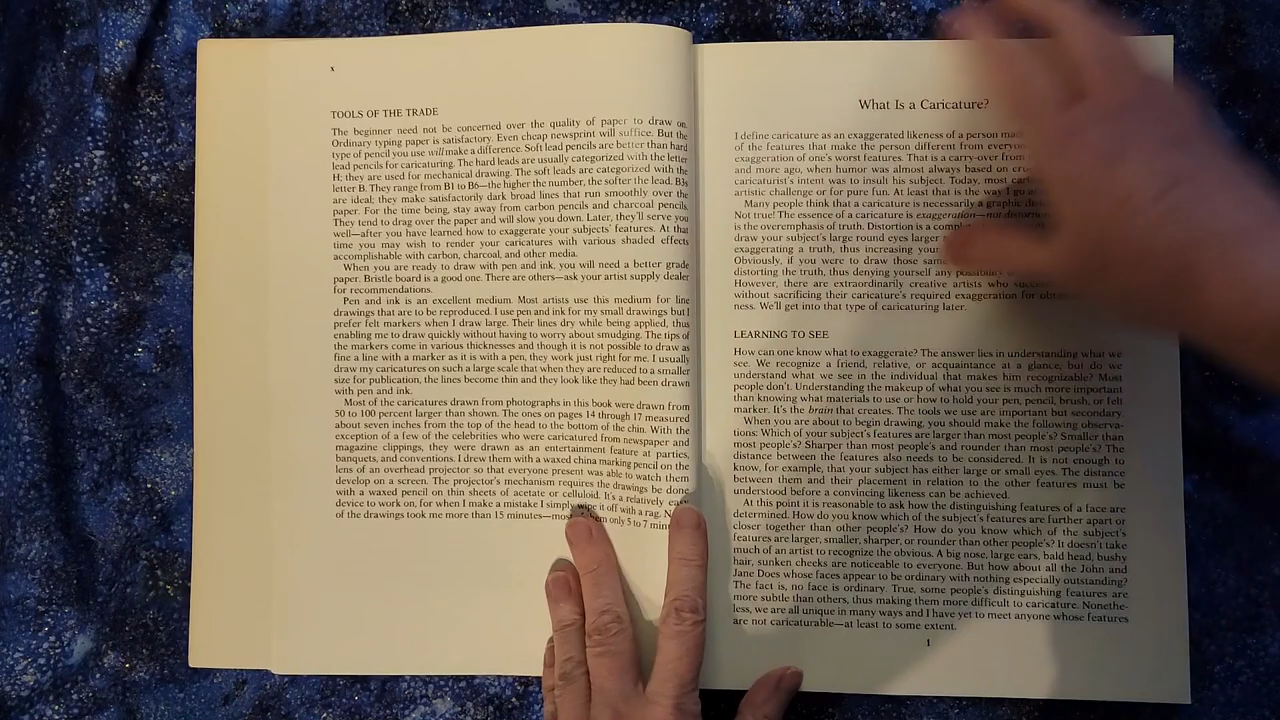 x
TOOLS OF THE TRADE
The beginner need not be concerned over the quality of paper to draw on.
Ordinary typing paper is satisfactory. Even cheap newsprint will suffice. But the
type of pencil you use will make a difference. Soft lead pencils are better than hard
lead pencils for caricaturing. The hard leads are usually categorized with the letter
H; they are used for mechanical drawing. The soft leads are categorized with the
letter B. They range from B1 to B6—the higher the number, the softer the lead. B3s
are ideal; they make satisfactorily dark broad lines that run smoothly over the
paper. For the time being, stay away from carbon pencils and charcoal pencils.
They tend to drag over the paper and will slow you down. Later, they'll serve you
well—after you have learned how to exaggerate your subjects' features. At that
time you may wish to render your caricatures with various shaded effects
accomplishable with carbon, charcoal, and other media.
When you are ready to draw with pen and ink, you will need a better grade
paper. Bristle board is a good one. There are others—ask your artist supply dealer
for recommendations.
Pen and ink is an excellent medium. Most artists use this medium for line
drawings that are to be reproduced. I use pen and ink for my small drawings but I
prefer felt markers when I draw large. Their lines dry while being applied, thus
enabling me to draw quickly without having to worry about smudging. The tips of
the markers come in various thicknesses and though it is not possible to draw as
fine a line with a marker as it is with a pen, they work just right for me. I usually
draw my caricatures on such a large scale that when they are reduced to a smaller
size for publication, the lines become thin and they look like they had been drawn
with pen and ink.
Most of the caricatures drawn from photographs in this book were drawn from
50 to 100 percent larger than shown. The ones on pages 14 through 17 measured
about seven inches from the top of the head to the bottom of the chin. With the
exception of a few of the celebrities who were caricatured from newspaper and
magazine clippings, they were drawn as an entertainment feature at parties,
banquets, and conventions. I drew them with a waxed china marking pencil on the
lens of an overhead projector so that everyone present was able to watch them
develop on a screen. The projector's mechanism requires the drawings be done
with a waxed pencil on thin sheets of acetate or celluloid. It's a relatively easy
device to work on, for when I make a mistake I simply wipe it off with a rag.
of the drawings took me more than 15 minutes—most them only 5 to 7
What Is a Caricature?
I define caricature as an exaggerated likeness of a person
of the features that make the person different from
exaggeration of one's worst features. That is a carry-over from
and more ago, when humor was almost always based on
caricaturist's intent was to insult his subject. Today, most
artistic challenge or for pure fun. At least that is the way I
Many people think that a caricature is necessarily a graphic
Not true! The essence of a caricature is exaggeration—not
is the overemphasis of truth. Distortion is a
draw your subject's large round eyes larger
exaggerating a truth, thus increasing your
Obviously, if you were to draw those
distorting the truth, thus denying yourself any possibility
However, there are extraordinarily creative artists who
without sacrificing their caricature's required exaggeration for
ness. We'll get into that type of caricaturing later.
LEARNING TO SEE
How can one know what to exaggerate? The answer lies in understanding what we
see. We recognize a friend, relative, or acquaintance at a glance, but do we
understand what we see in the individual that makes him recognizable? Most
people don't. Understanding the makeup of what you see is much more important
than knowing what materials to use or how to hold your pen, pencil, brush, or felt
marker. It's the brain that creates. The tools we use are important but secondary.
When you are about to begin drawing, you should make the following observa-
tions: Which of your subject's features are larger than most people's? Smaller than
most people's? Sharper than most people's and rounder than most people's? The
distance between the features also needs to be considered. It is not enough to
know, for example, that your subject has either large or small eyes. The distance
between them and their placement in relation to the other features must be
understood before a convincing likeness can be achieved.
At this point it is reasonable to ask how the distinguishing features of a face are
determined. How do you know which of the subject's features are further apart or
closer together than other people's? How do you know which of the subject's
features are larger, smaller, sharper, or rounder than other people's? It doesn't take
much of an artist to recognize the obvious. A big nose, large ears, bald head, bushy
hair, sunken cheeks are noticeable to everyone. But how about all the John and
Jane Does whose faces appear to be ordinary with nothing especially outstanding?
The fact is, no face is ordinary. True, some people's distinguishing features are
more subtle than others, thus making them more difficult to caricature. Nonethe-
less, we are all unique in many ways and I have yet to meet anyone whose features
are not caricaturable—at least to some extent.
1